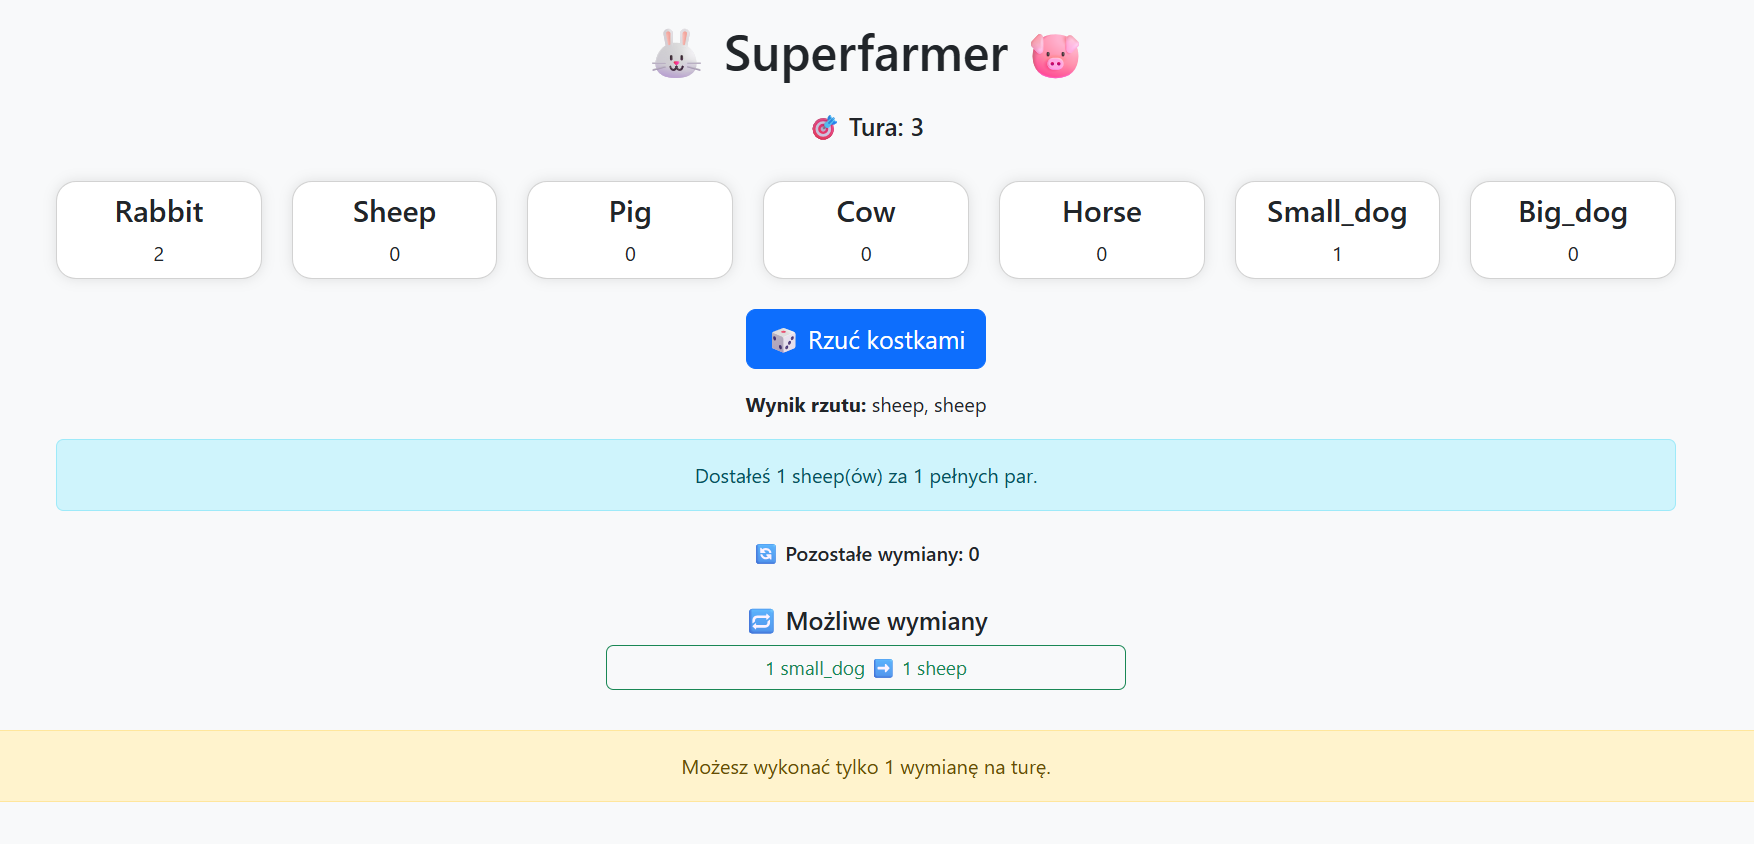 Superfarmer
Tura: 3
Rabbit
2
Sheep
0
Pig
0
Cow
0
Horse
0
Small_dog
1
Big_dog
0
Rzuć kostkami
Wynik rzutu: sheep, sheep
Dostałeś 1 sheep(ów) za 1 pełnych par.
Pozostałe wymiany: 0
Możliwe wymiany
1 small_dog ➡️ 1 sheep
Możesz wykonać tylko 1 wymianę na turę.